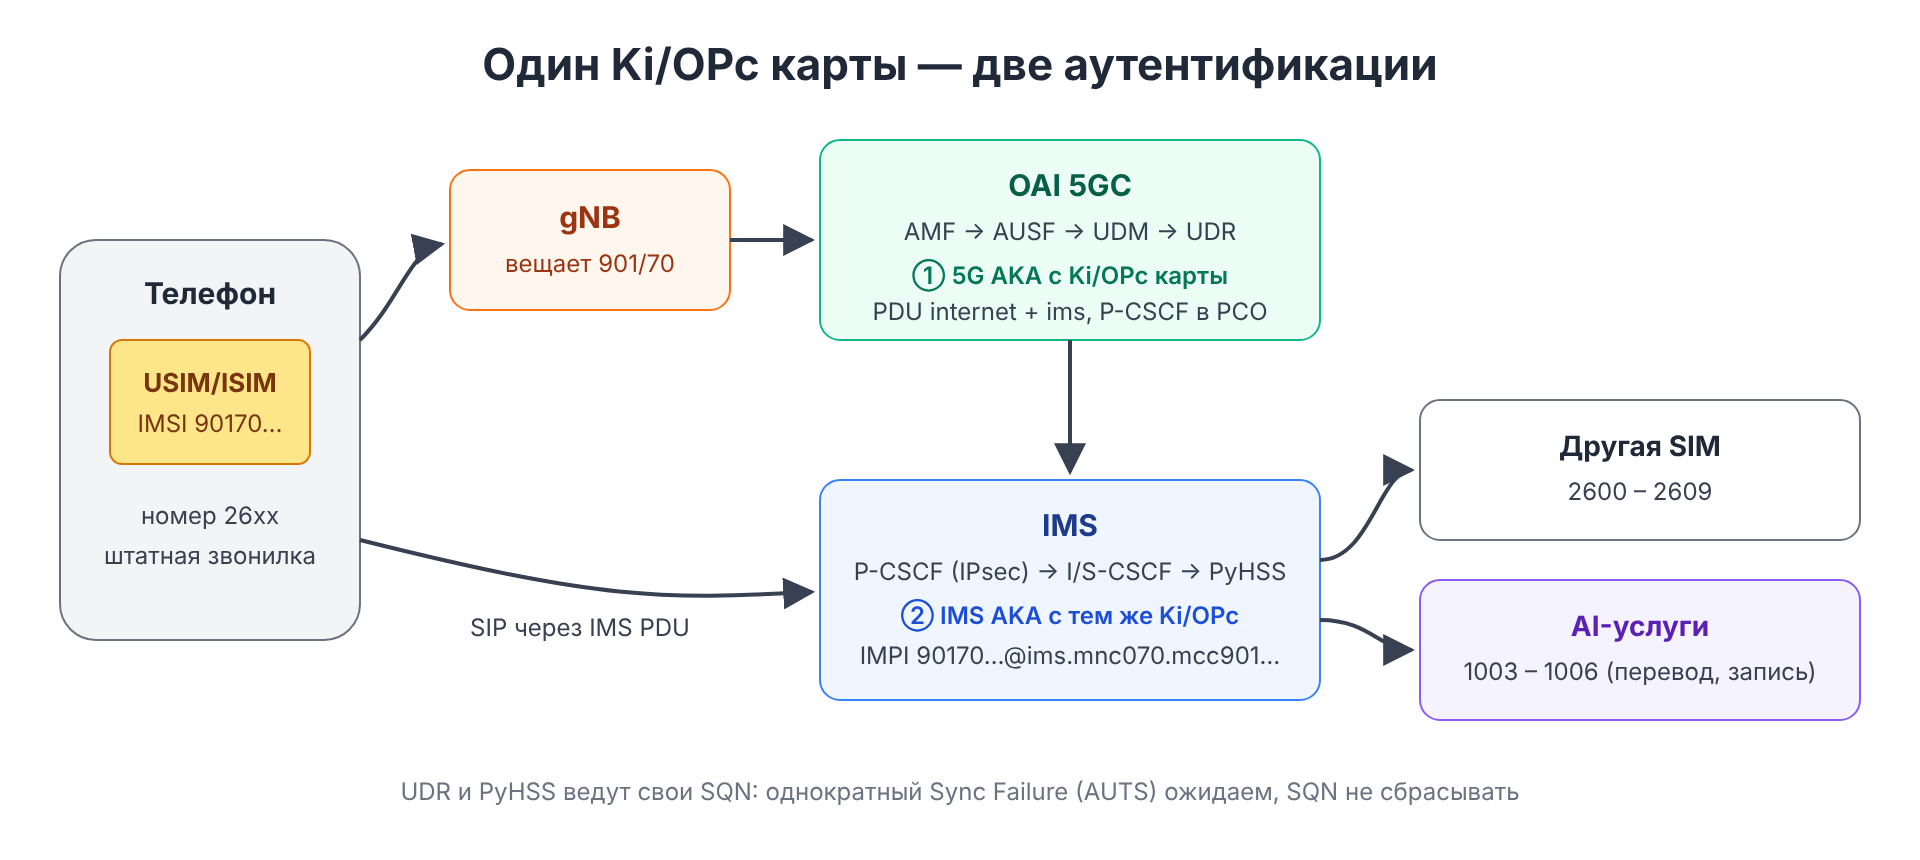 Один Ki/OPc карты — две аутентификации
Телефон
USIM/ISIM
IMSI 90170...
номер 26xx
штатная звонилка
gNB
вещает 901/70
OAI 5GC
AMF → AUSF → UDM → UDR
① 5G AKA с Ki/OPc карты
PDU internet + ims, P-CSCF в PCO
SIP через IMS PDU
IMS
P-CSCF (IPsec) → I/S-CSCF → PyHSS
② IMS AKA с тем же Ki/OPc
IMPI 90170...@ims.mnc070.mcc901...
Другая SIM
2600 – 2609
AI-услуги
1003 – 1006 (перевод, запись)
UDR и PyHSS ведут свои SQN: однократный Sync Failure (AUTS) ожидаем, SQN не сбрасывать